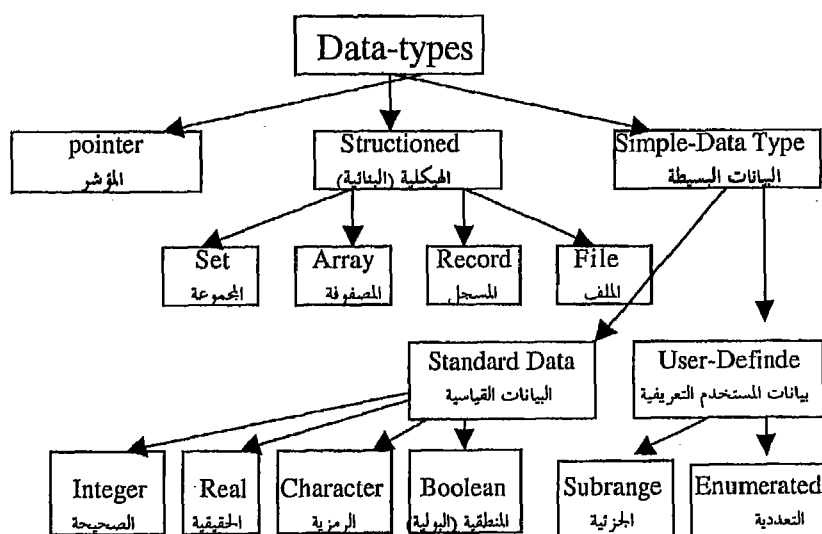 Data-types
pointer
المؤشر
Structioned
الهيكلية (البنائية)
Simple-Data Type
البيانات البسيطة
Set
المجموعة
Array
المصفوفة
Record
المسجل
File
الملف
Standard Data
البيانات القياسية
User-Definde
بيانات المستخدم التعريفية
Integer
الصحيحة
Real
الحقيقية
Character
الرمزية
Boolean
المنطقية (البولية)
Subrange
الجزئية
Enumerated
التعددية